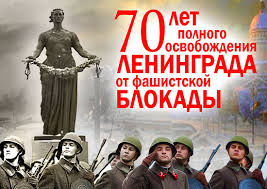 70 лет
полного
освобождения
ЛЕНИНГРАДА
от фашистской
БЛОКАДЫ